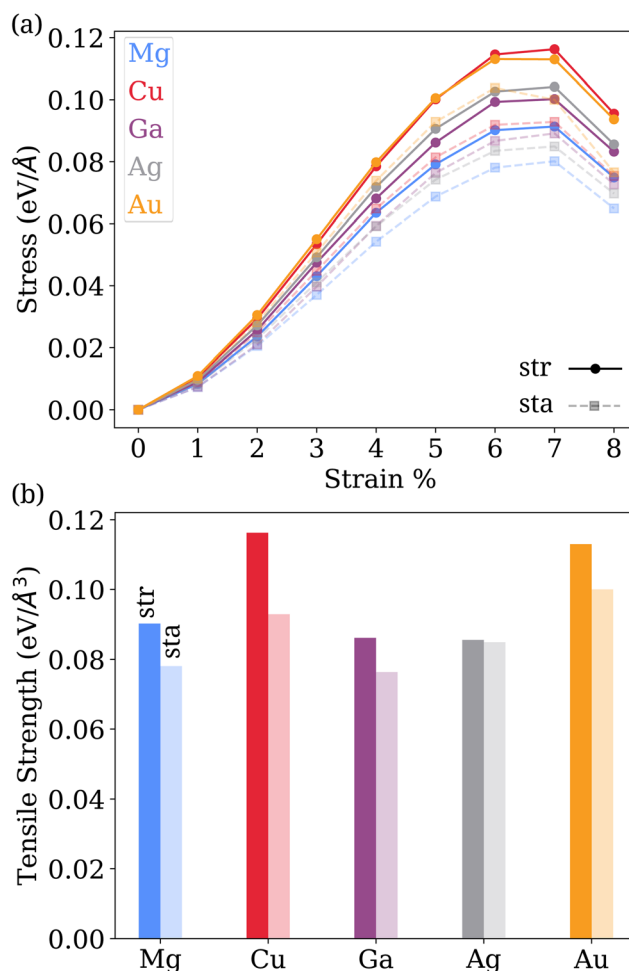 (a)
0.12
0.10
0.08
0.06
0.04
0.02
0.00
Stress (eV/Å)
Mg
Cu
Ga
Ag
Au
str
sta
0 1 2 3 4 5 6 7 8
Strain %
(b)
0.12
0.10
0.08
0.06
0.04
0.02
0.00
Tensile Strength (eV/Å³)
str
sta
Mg Cu Ga Ag Au